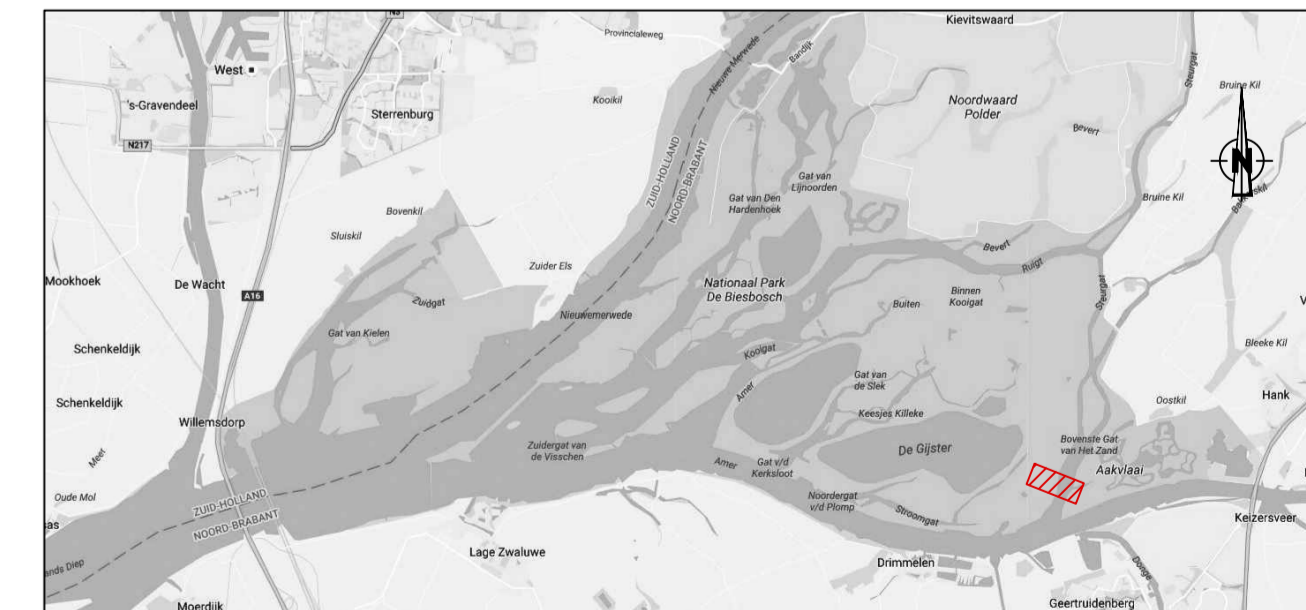 N3
Kievitswaard
Provincialeweg
West
Nieuwe Merwede
Bandijk
Steurgat
Bruine Kil
's-Gravendeel
Kooikil
Noordwaard
Polder
Sterrenburg
Bevert
N217
N
ZUID-HOLLAND
NOORD-BRABANT
Gat van
Lijnoorden
Gat van Den
Hardenhoek
Bruine Kil
Bovenkil
Sluiskil
Bevert
Ruigt
Zuider Els
Mookhoek
De Wacht
A16
Zuidgat
Nationaal Park
De Biesbosch
Binnen
Kooigat
Buiten
Steurgat
Nieuwemerwede
Gat van Kielen
Schenkeldijk
Kooigat
Bleeke Kil
Gat van
de Slek
Amer
Hank
Schenkeldijk
Oostkil
Keesjes Killeke
Willemsdorp
Zuidergat van
de Visschen
De Gijster
Bovenste Gat
van Het Zand
Meet
Amer
Gat v/d
Kerksloot
Aakvlaai
Oude Mol
ZUID-HOLLAND
NOORD-BRABANT
Noordergat
v/d Plomp
Stroomgat
Keizersveer
Lage Zwaluwe
Drimmelen
Donge
ands Diep
Moerdijk
Geertruidenberg